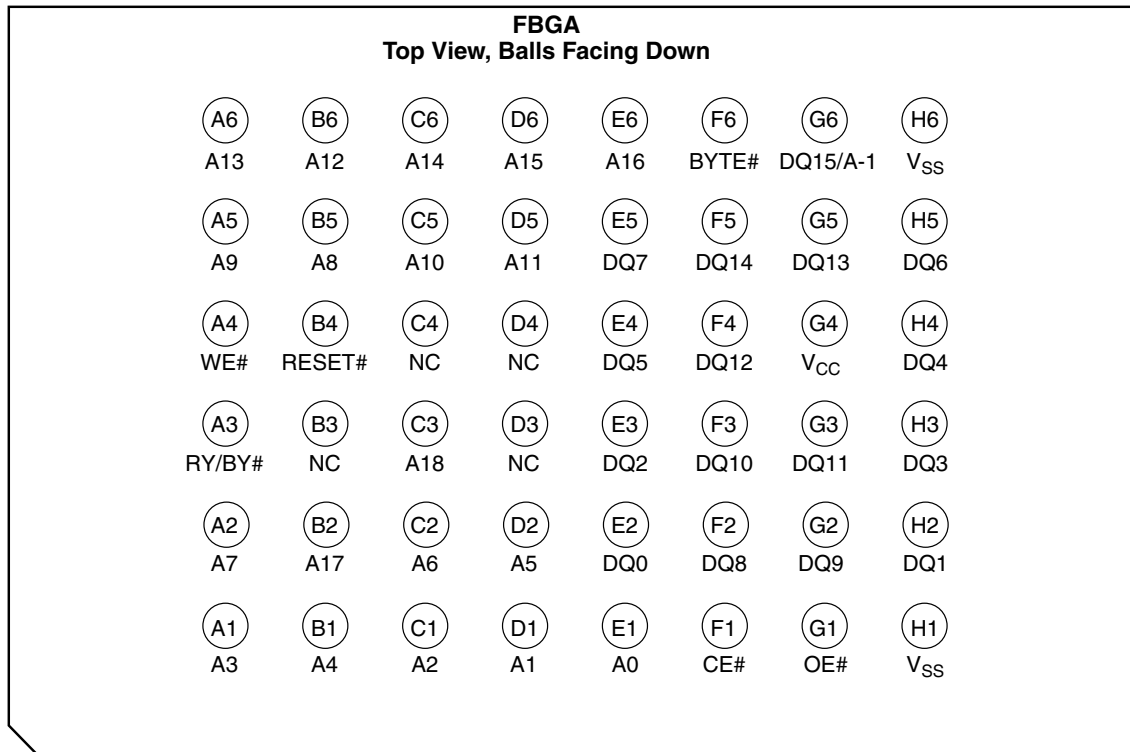 FBGA
Top View, Balls Facing Down
A6 B6 C6 D6 E6 F6 G6 H6
A13 A12 A14 A15 A16 BYTE# DQ15/A-1 VSS
A5 B5 C5 D5 E5 F5 G5 H5
A9 A8 A10 A11 DQ7 DQ14 DQ13 DQ6
A4 B4 C4 D4 E4 F4 G4 H4
WE# RESET# NC NC DQ5 DQ12 VCC DQ4
A3 B3 C3 D3 E3 F3 G3 H3
RY/BY# NC A18 NC DQ2 DQ10 DQ11 DQ3
A2 B2 C2 D2 E2 F2 G2 H2
A7 A17 A6 A5 DQ0 DQ8 DQ9 DQ1
A1 B1 C1 D1 E1 F1 G1 H1
A3 A4 A2 A1 A0 CE# OE# VSS